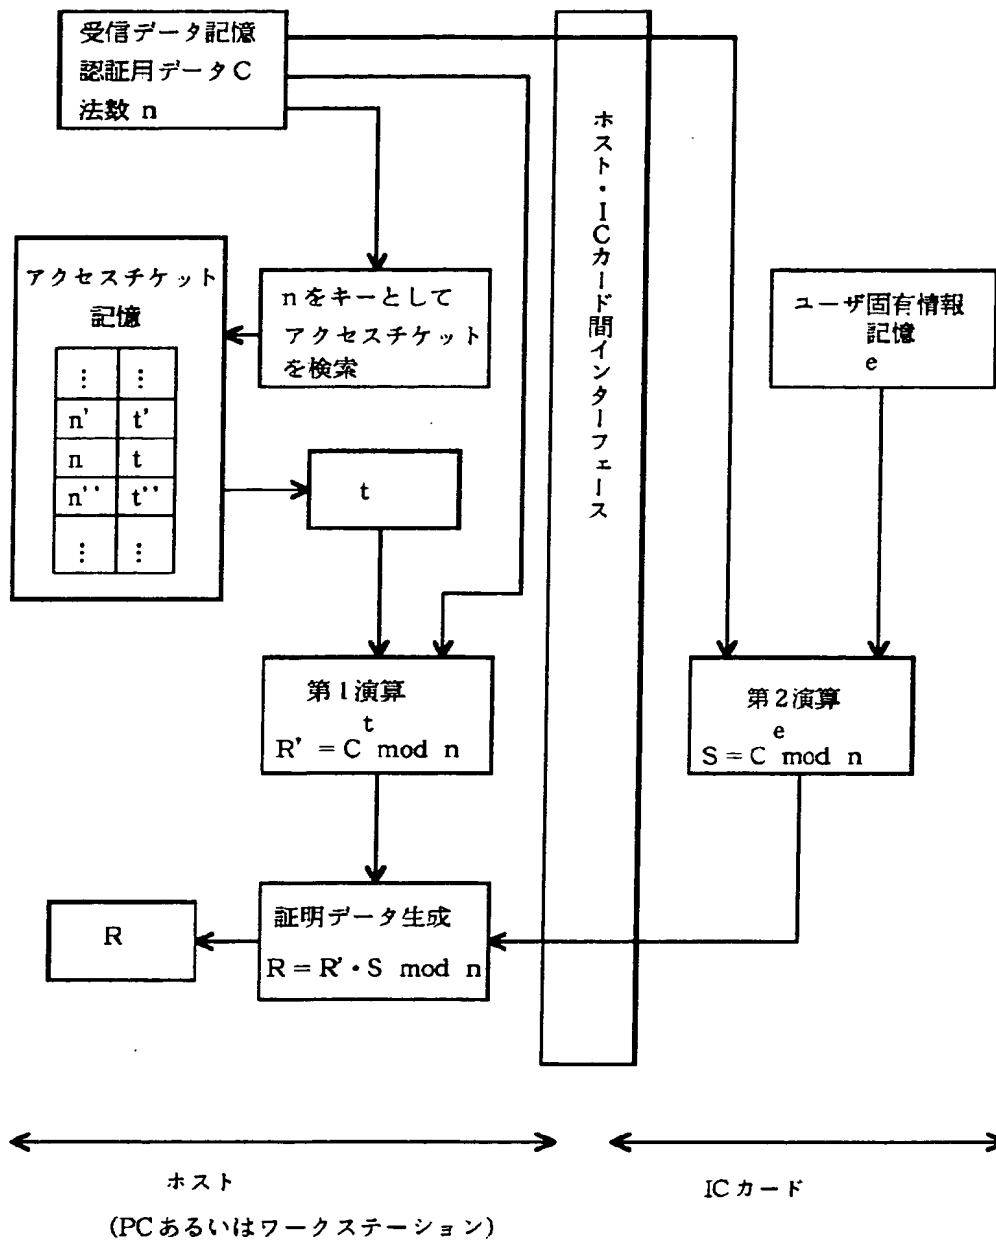 受信データ記憶
認証用データC
法数 n
アクセスチケット
記憶
⋮ ⋮
n' t'
n t
n'' t''
⋮ ⋮
nをキーとして
アクセスチケット
を検索
t
ホスト・ICカード間インターフェース
ユーザ固有情報
記憶
e
第1演算
t
R' = C mod n
第2演算
e
S = C mod n
証明データ生成
R = R'・S mod n
R
ホスト
(PCあるいはワークステーション)
ICカード